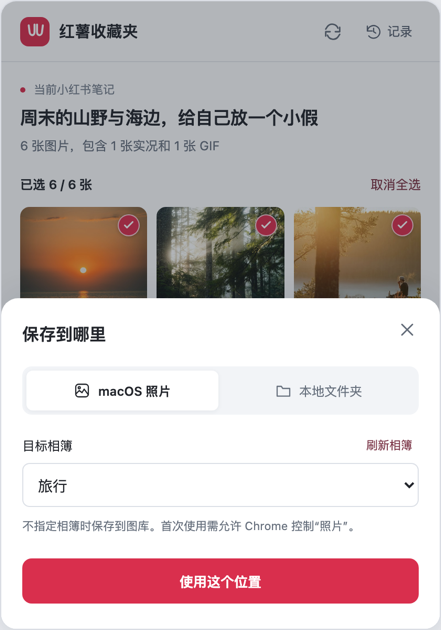 红薯收藏夹
记录
当前小红书笔记
周末的山野与海边，给自己放一个小假
6 张图片，包含 1 张实况和 1 张 GIF
已选 6 / 6 张
取消全选
保存到哪里
macOS 照片
本地文件夹
目标相簿
刷新相簿
旅行
不指定相簿时保存到图库。首次使用需允许 Chrome 控制“照片”。
使用这个位置